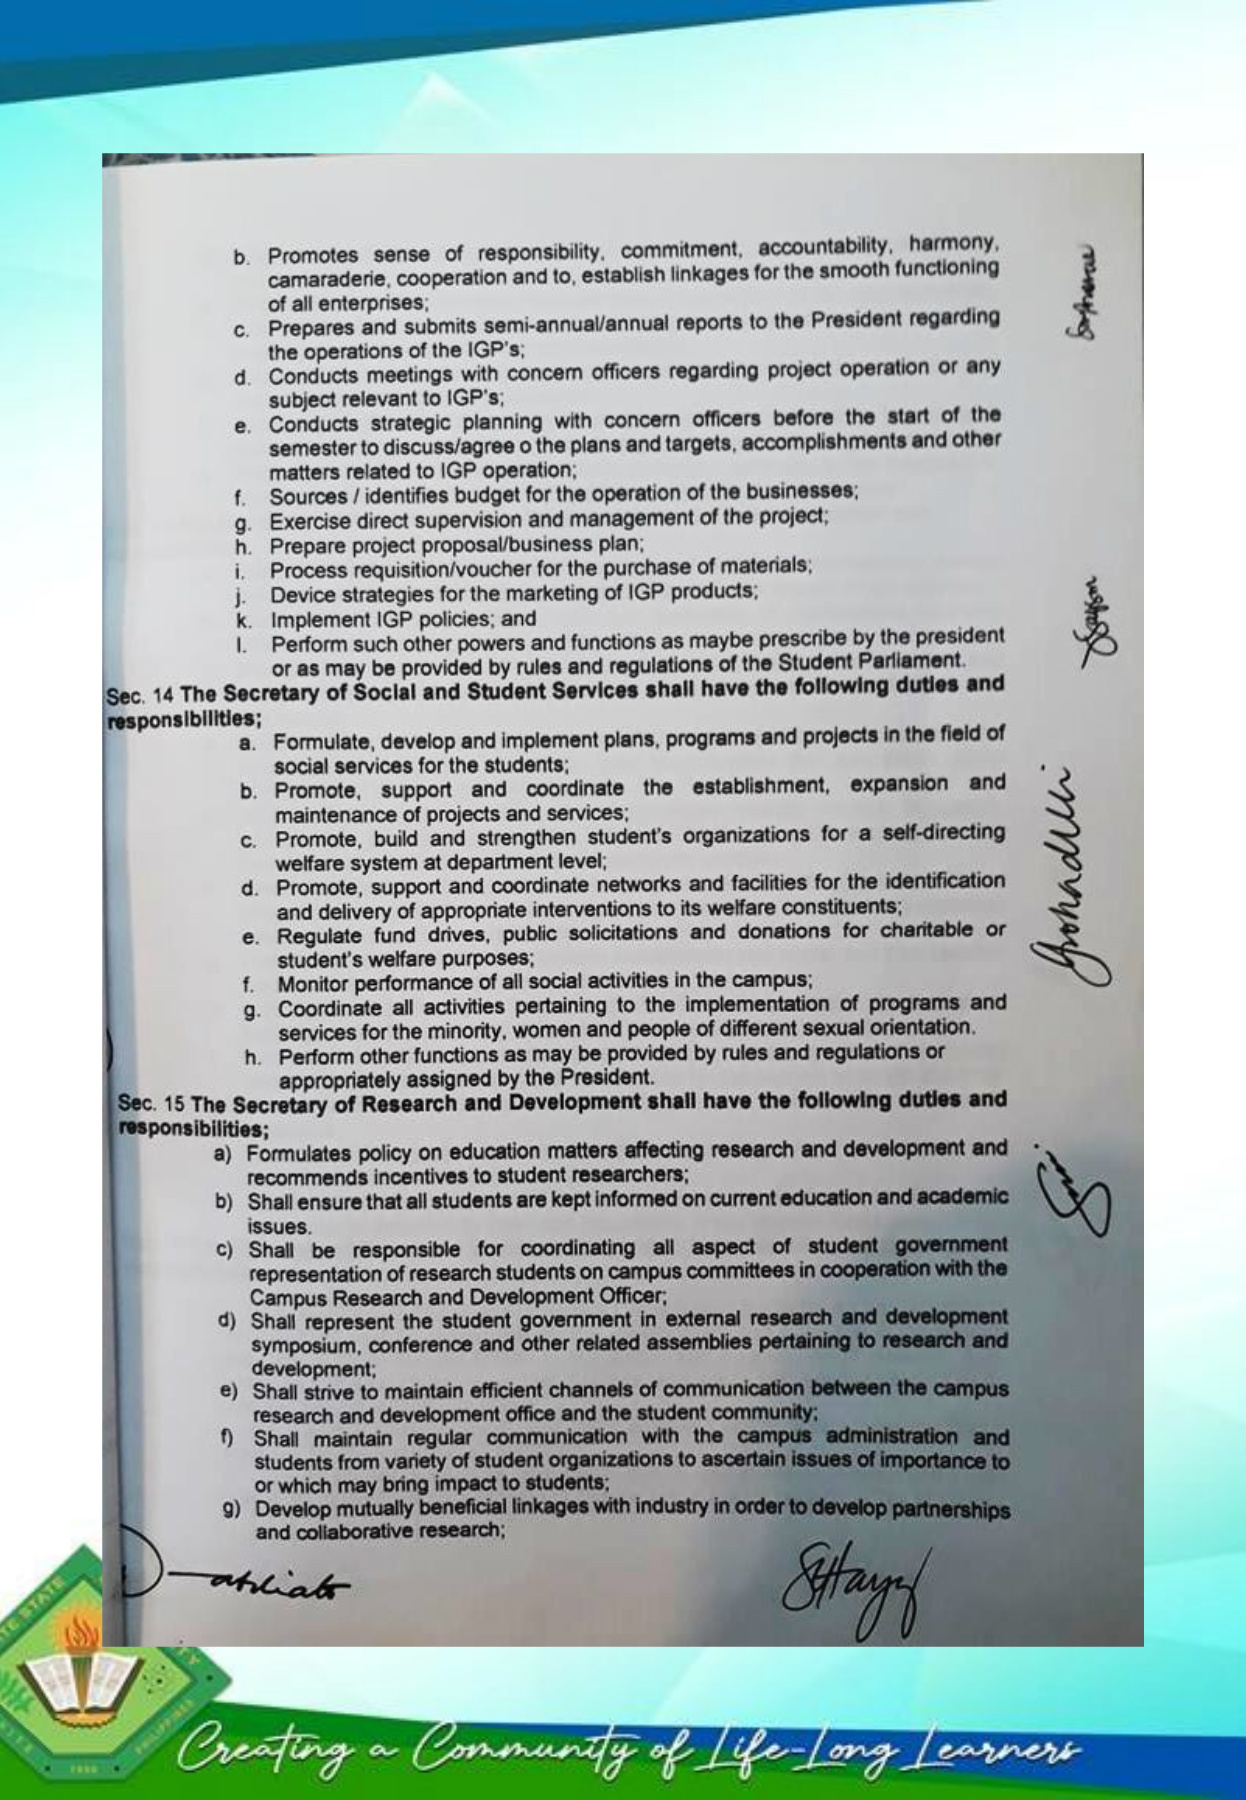 b. Promotes sense of responsibility, commitment, accountability, harmony,
camaraderie, cooperation and to, establish linkages for the smooth functioning
of all enterprises;
c. Prepares and submits semi-annual/annual reports to the President regarding
the operations of the IGP's;
d. Conducts meetings with concern officers regarding project operation or any
subject relevant to IGP's;
e. Conducts strategic planning with concern officers before the start of the
semester to discuss/agree o the plans and targets, accomplishments and other
matters related to IGP operation;
f. Sources / identifies budget for the operation of the businesses;
g. Exercise direct supervision and management of the project;
h. Prepare project proposal/business plan;
i. Process requisition/voucher for the purchase of materials;
j. Device strategies for the marketing of IGP products;
k. Implement IGP policies; and
l. Perform such other powers and functions as maybe prescribe by the president
or as may be provided by rules and regulations of the Student Parliament.
Sec. 14 The Secretary of Social and Student Services shall have the following duties and
responsibilities;
a. Formulate, develop and implement plans, programs and projects in the field of
social services for the students;
b. Promote, support and coordinate the establishment, expansion and
maintenance of projects and services;
c. Promote, build and strengthen student's organizations for a self-directing
welfare system at department level;
d. Promote, support and coordinate networks and facilities for the identification
and delivery of appropriate interventions to its welfare constituents;
e. Regulate fund drives, public solicitations and donations for charitable or
student's welfare purposes;
f. Monitor performance of all social activities in the campus;
g. Coordinate all activities pertaining to the implementation of programs and
services for the minority, women and people of different sexual orientation.
h. Perform other functions as may be provided by rules and regulations or
appropriately assigned by the President.
Sec. 15 The Secretary of Research and Development shall have the following duties and
responsibilities;
a) Formulates policy on education matters affecting research and development and
recommends incentives to student researchers;
b) Shall ensure that all students are kept informed on current education and academic
issues.
c) Shall be responsible for coordinating all aspect of student government
representation of research students on campus committees in cooperation with the
Campus Research and Development Officer;
d) Shall represent the student government in external research and development
symposium, conference and other related assemblies pertaining to research and
development;
e) Shall strive to maintain efficient channels of communication between the campus
research and development office and the student community;
f) Shall maintain regular communication with the campus administration and
students from variety of student organizations to ascertain issues of importance to
or which may bring impact to students;
g) Develop mutually beneficial linkages with industry in order to develop partnerships
and collaborative research;
Creating a Community of Life-Long Learners